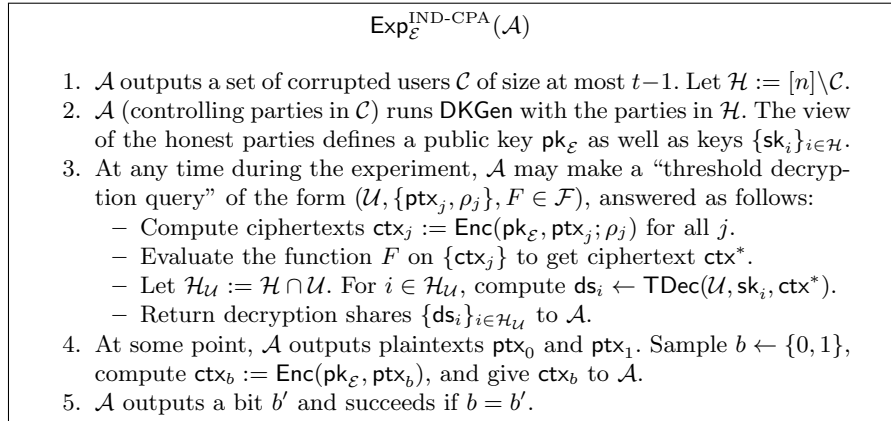 Exp_ℰ^{IND-CPA}(𝒜)
1. 𝒜 outputs a set of corrupted users 𝒞 of size at most t−1. Let ℋ := [n]\𝒞.
2. 𝒜 (controlling parties in 𝒞) runs DKGen with the parties in ℋ. The view
of the honest parties defines a public key pk_ℰ as well as keys {sk_i}_{i∈ℋ}.
3. At any time during the experiment, 𝒜 may make a “threshold decryp-
tion query” of the form (𝒰, {ptx_j, ρ_j}, F ∈ ℱ), answered as follows:
– Compute ciphertexts ctx_j := Enc(pk_ℰ, ptx_j; ρ_j) for all j.
– Evaluate the function F on {ctx_j} to get ciphertext ctx*.
– Let ℋ_𝒰 := ℋ ∩ 𝒰. For i ∈ ℋ_𝒰, compute ds_i ← TDec(𝒰, sk_i, ctx*).
– Return decryption shares {ds_i}_{i∈ℋ_𝒰} to 𝒜.
4. At some point, 𝒜 outputs plaintexts ptx_0 and ptx_1. Sample b ← {0, 1},
compute ctx_b := Enc(pk_ℰ, ptx_b), and give ctx_b to 𝒜.
5. 𝒜 outputs a bit b′ and succeeds if b = b′.